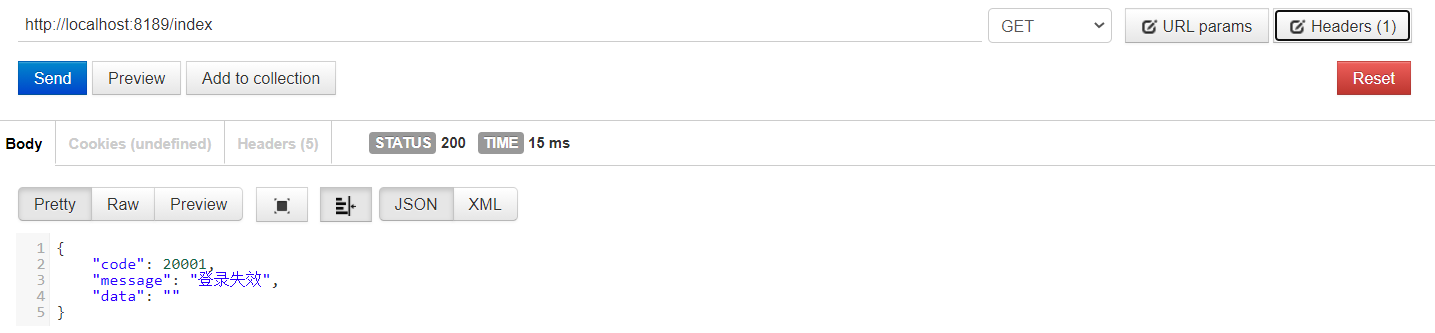 http://localhost:8189/index GET URL params Headers (1)
Send Preview Add to collection Reset
Body Cookies (undefined) Headers (5) STATUS 200 TIME 15 ms
Pretty Raw Preview JSON XML
1 {
2 "code": 20001,
3 "message": "登录失效",
4 "data": ""
5 }